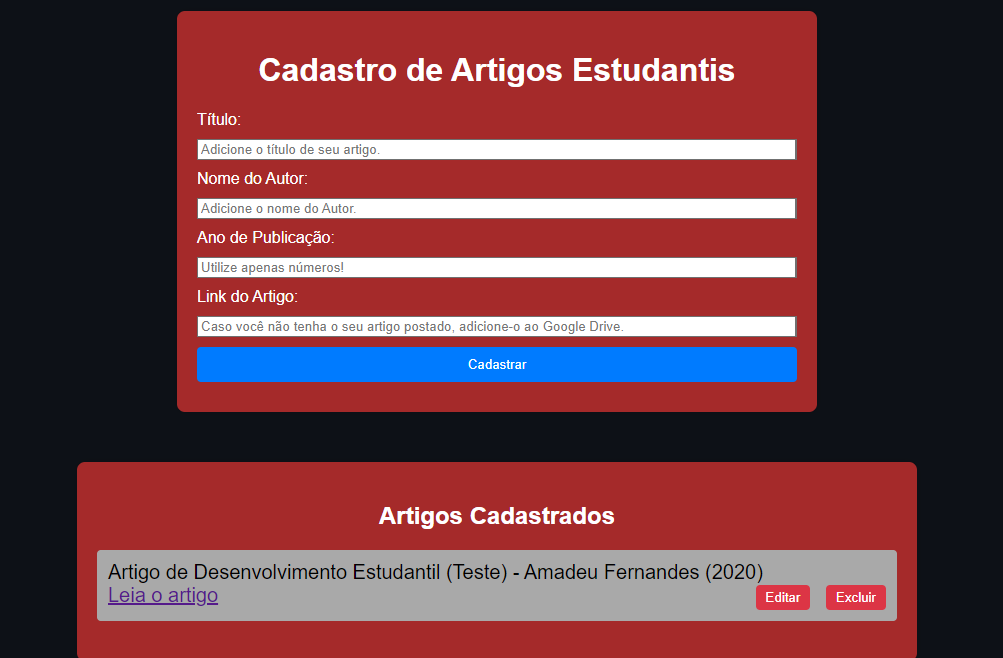 Cadastro de Artigos Estudantis
Título:
Adicione o título de seu artigo.
Nome do Autor:
Adicione o nome do Autor.
Ano de Publicação:
Utilize apenas números!
Link do Artigo:
Caso você não tenha o seu artigo postado, adicione-o ao Google Drive.
Cadastrar
Artigos Cadastrados
Artigo de Desenvolvimento Estudantil (Teste) - Amadeu Fernandes (2020)
Leia o artigo
Editar Excluir